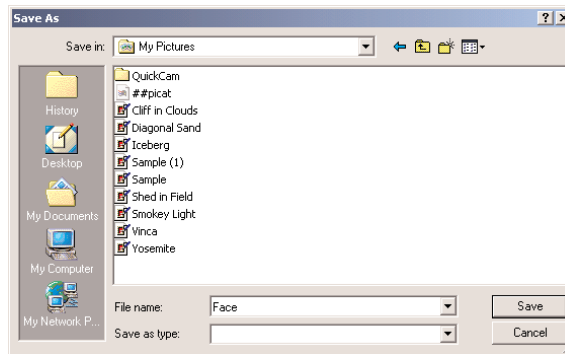 Save As
Save in: My Pictures
History
Desktop
My Documents
My Computer
My Network P...
QuickCam
##picat
Cliff in Clouds
Diagonal Sand
Iceberg
Sample (1)
Sample
Shed in Field
Smokey Light
Vinca
Yosemite
File name: Face Save
Save as type: Cancel